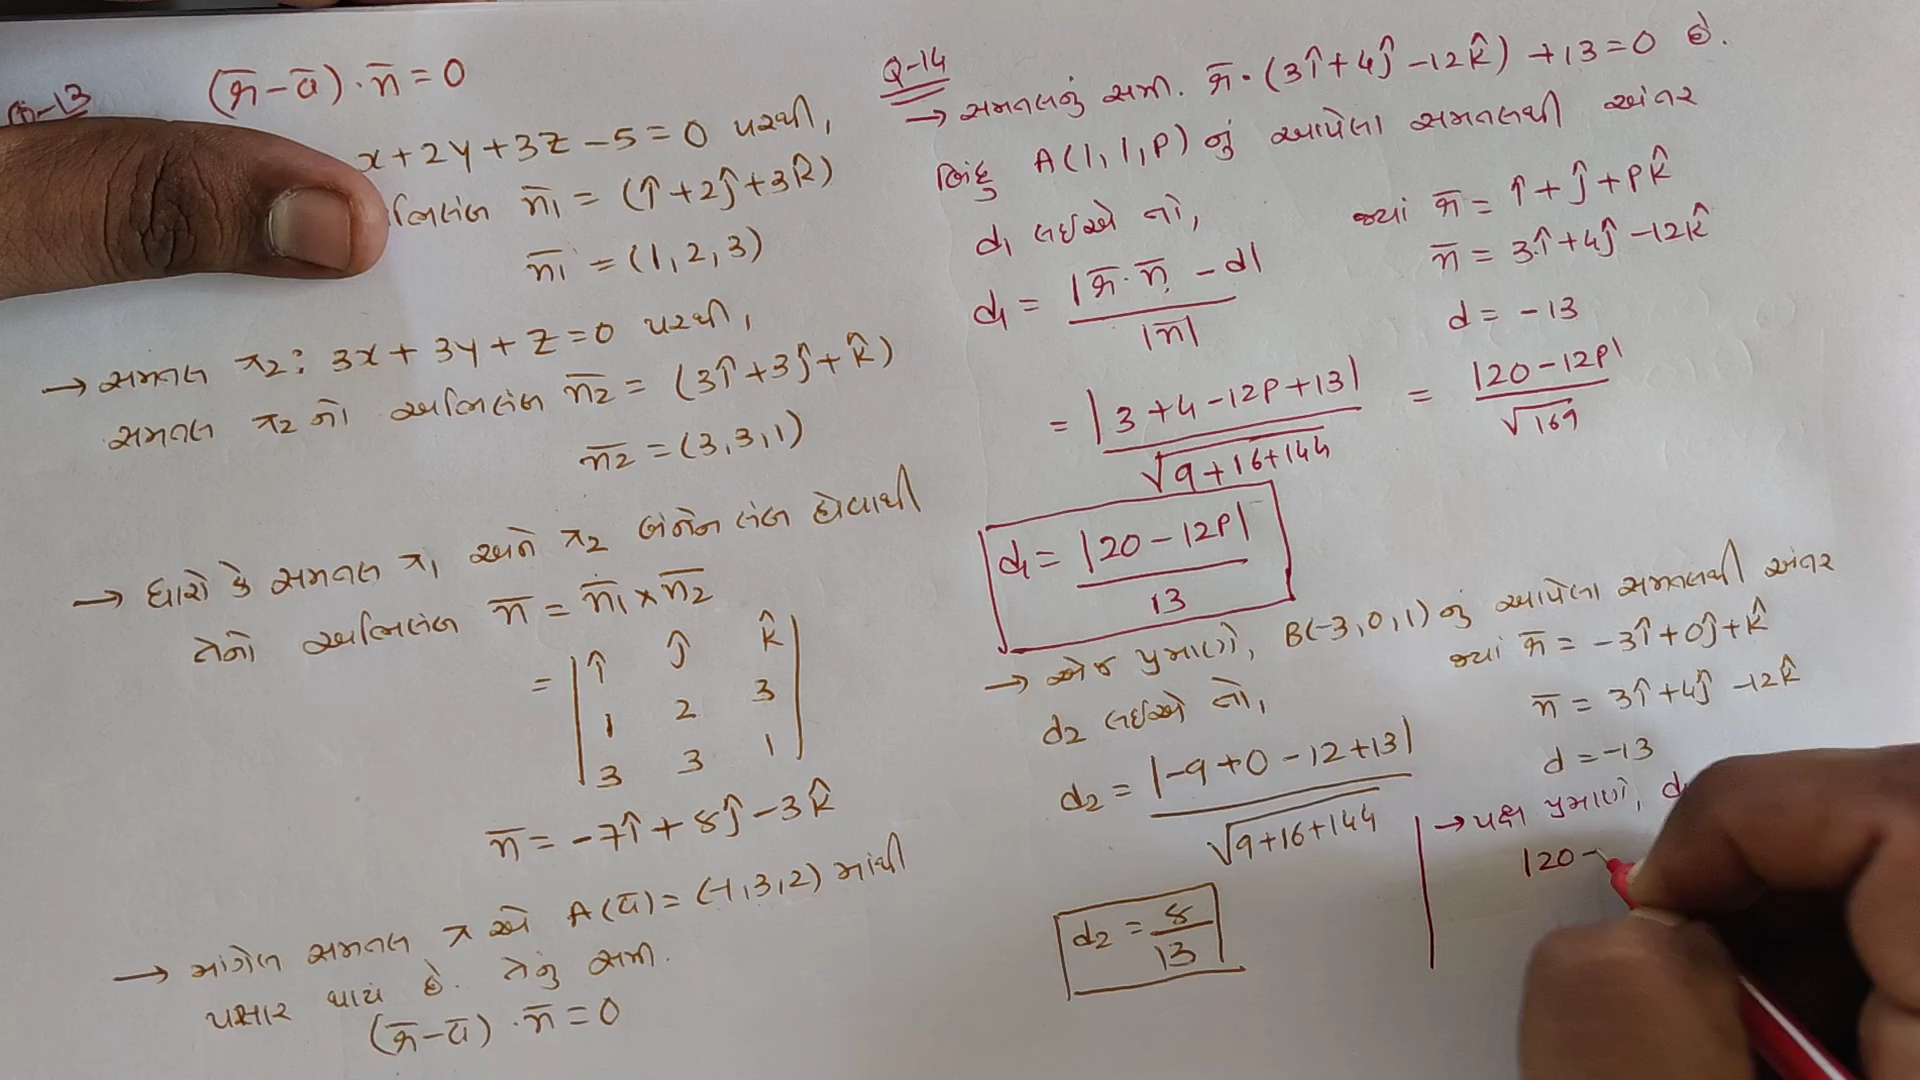 Q-13
(r̄-ā)·n̄=0
x+2y+3z-5=0 પરથી,
n̄1 = (î+2ĵ+3k̂)
n̄1 = (1,2,3)
→ સમતલ π2: 3x+3y+z=0 પરથી,
સમતલ π2 નો અભિલંબ n̄2 = (3î+3ĵ+k̂)
n̄2 = (3,3,1)
→ ધારો કે સમતલ π1 અને π2 બંનેને લંબ હોવાથી
તેનો અભિલંબ n̄ = n̄1 × n̄2
= | î ĵ k̂
1 2 3
3 3 1 |
n̄ = -7î+8ĵ-3k̂
→ માંગેલ સમતલ π એ A(ā)=(-1,3,2) માંથી
પસાર થાય છે. તેનું સમી.
(r̄-ā)·n̄=0
Q-14
→ સમતલનું સમી. r̄·(3î+4ĵ-12k̂)+13=0 છે.
બિંદુ A(1,1,P) નું આપેલા સમતલથી અંતર
d1 લઈએ તો,
જ્યાં r̄ = î+ĵ+Pk̂
n̄ = 3î+4ĵ-12k̂
d = -13
d1 = |r̄·n̄-d| / |n̄|
= |3+4-12P+13| / √9+16+144 = |20-12P| / √169
d1 = |20-12P| / 13
→ એજ પ્રમાણે, B(-3,0,1) નું આપેલા સમતલથી અંતર
d2 લઈએ તો,
જ્યાં r̄ = -3î+0ĵ+k̂
n̄ = 3î+4ĵ-12k̂
d = -13
d2 = |-9+0-12+13| / √9+16+144
d2 = 8/13
→ પક્ષ પ્રમાણે, d
|20-